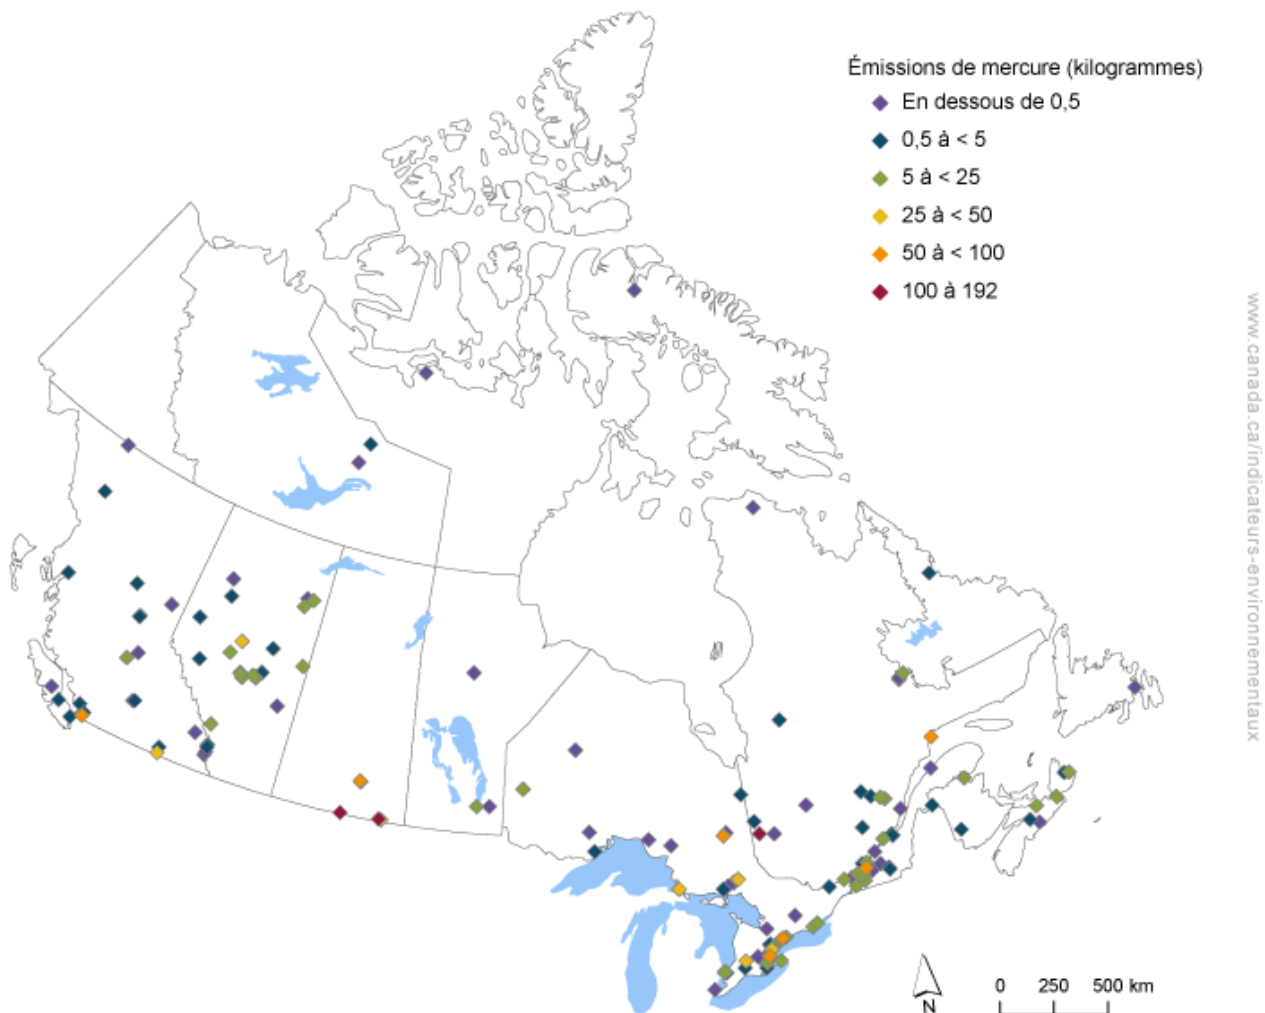 Émissions de mercure (kilogrammes)
En dessous de 0,5
0,5 à < 5
5 à < 25
25 à < 50
50 à < 100
100 à 192
www.canada.ca/indicateurs-environnementaux
0 250 500 km
N